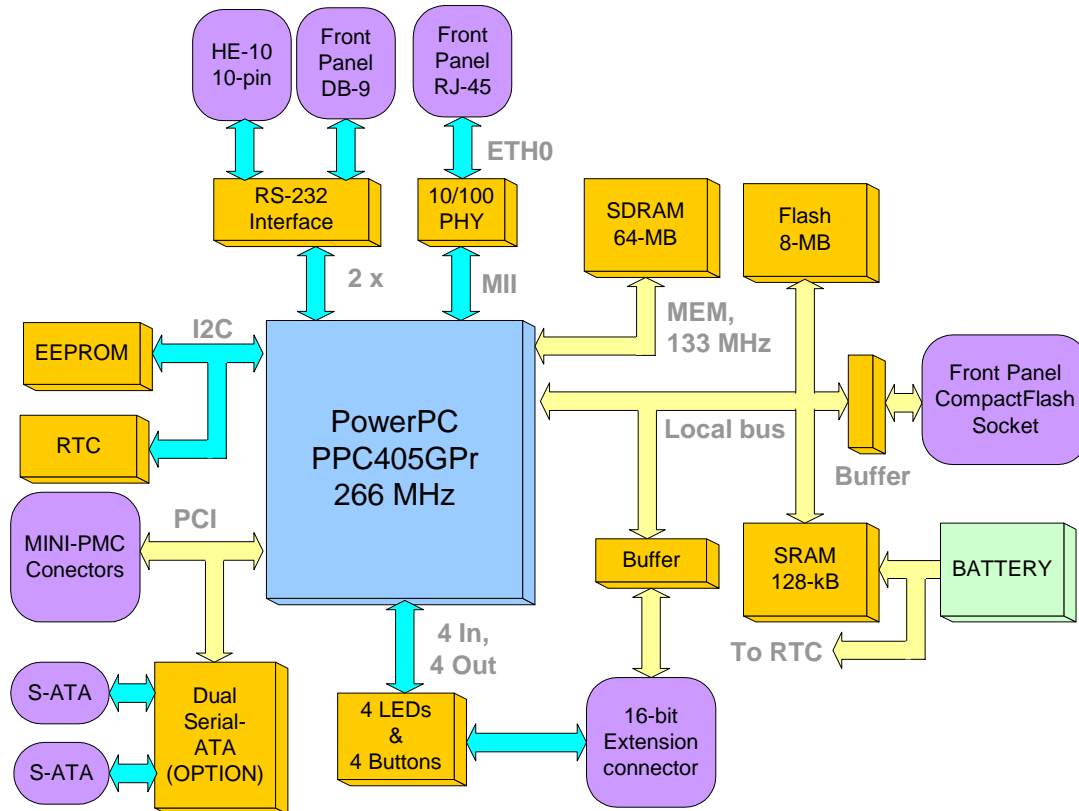 HE-10
10-pin
Front
Panel
DB-9
Front
Panel
RJ-45
ETH0
RS-232
Interface
10/100
PHY
SDRAM
64-MB
Flash
8-MB
2 x
MII
I2C
MEM,
133 MHz
EEPROM
RTC
PowerPC
PPC405GPr
266 MHz
Local bus
Front Panel
CompactFlash
Socket
Buffer
PCI
MINI-PMC
Conectors
Buffer
SRAM
128-kB
BATTERY
4 In,
4 Out
To RTC
S-ATA
S-ATA
Dual
Serial-
ATA
(OPTION)
4 LEDs
&
4 Buttons
16-bit
Extension
connector